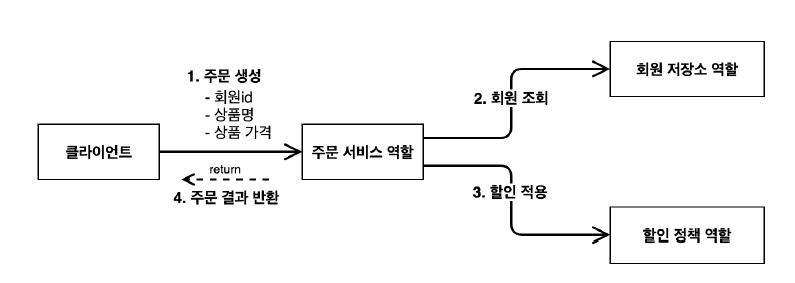 1. 주문 생성
- 회원id
- 상품명
- 상품 가격
클라이언트
return
4. 주문 결과 반환
주문 서비스 역할
2. 회원 조회
3. 할인 적용
회원 저장소 역할
할인 정책 역할